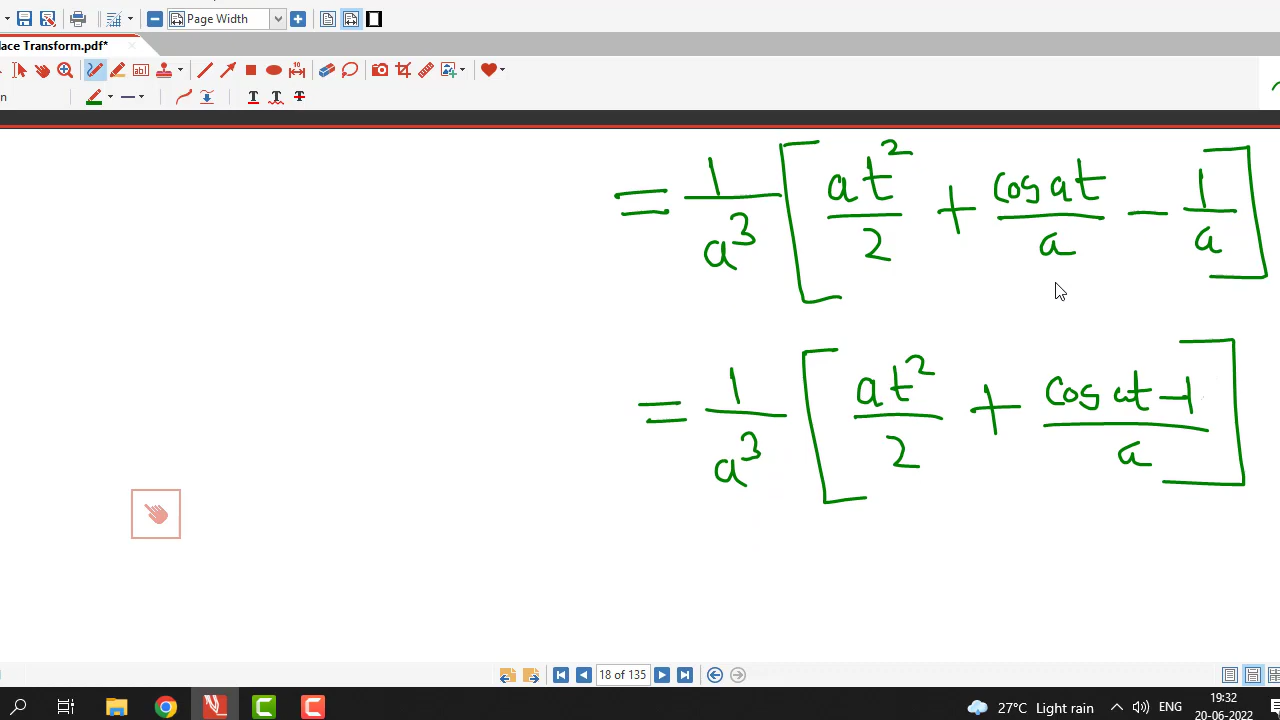 Page Width
lace Transform.pdf*
= 1/a³ [ at²/2 + cos at/a − 1/a ]
= 1/a³ [ at²/2 + cos at − 1/a ]
18 of 135
27°C Light rain ENG 19:32
20-06-2022